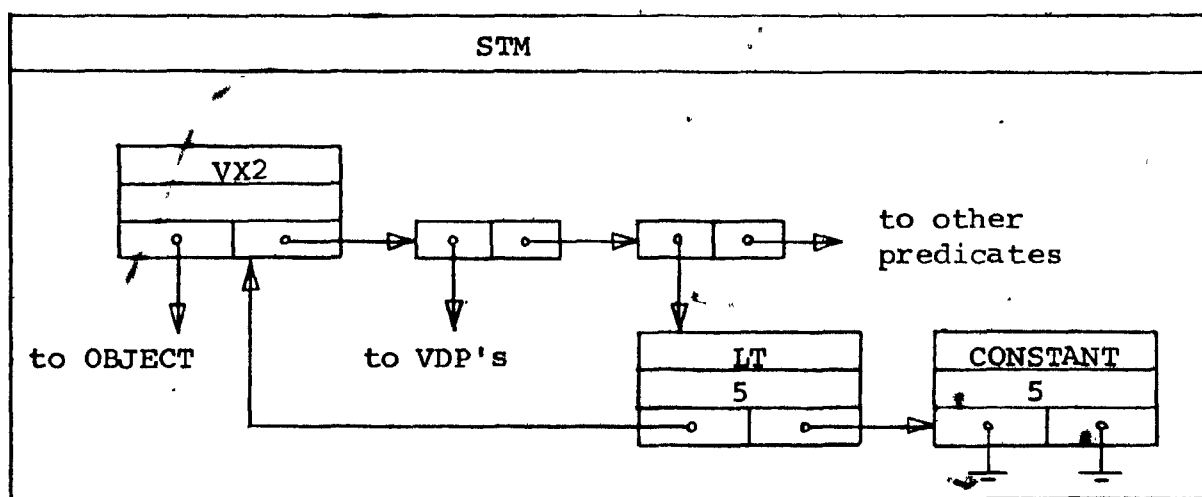 STM
VX2
to other
predicates
to OBJECT
to VDP's
LT
5
CONSTANT
5